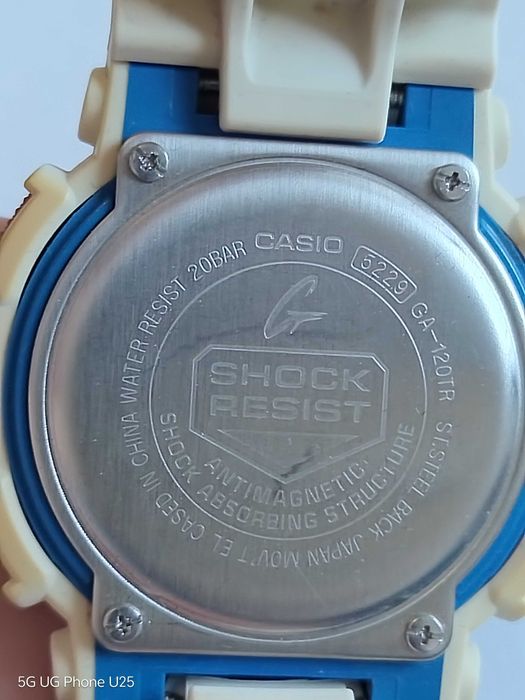 CASIO 5229 GA-120TR ST.STEEL BACK JAPAN MOV'T EL CASED IN CHINA WATER RESIST 20BAR
G
SHOCK
RESIST
ANTIMAGNETIC,
SHOCK ABSORBING STRUCTURE
5G UG Phone U25